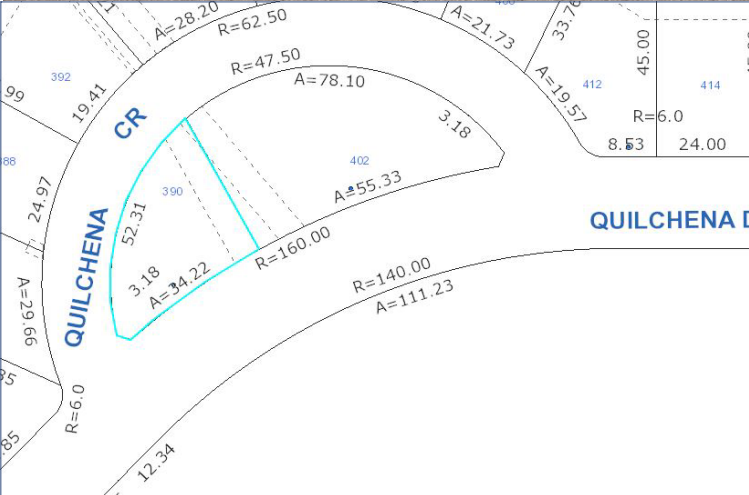 A=28.20
R=62.50
A=21.73
33.76
R=47.50
A=78.10
45.00
392
99
19.41
CR
3.18
A=19.57
412
414
R=6.0
8.53
24.00
388
402
390
A=55.33
24.97
52.31
QUILCHENA
QUILCHENA D
R=160.00
3.18
A=34.22
R=140.00
A=111.23
A=29.66
R=6.0
.85
12.34